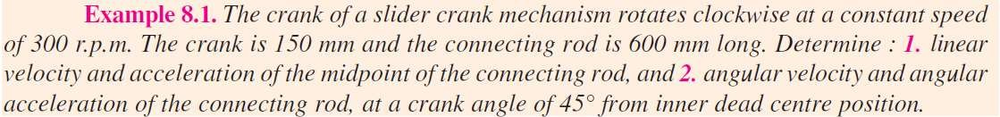 Example 8.1. The crank of a slider crank mechanism rotates clockwise at a constant speed
of 300 r.p.m. The crank is 150 mm and the connecting rod is 600 mm long. Determine : 1. linear
velocity and acceleration of the midpoint of the connecting rod, and 2. angular velocity and angular
acceleration of the connecting rod, at a crank angle of 45° from inner dead centre position.